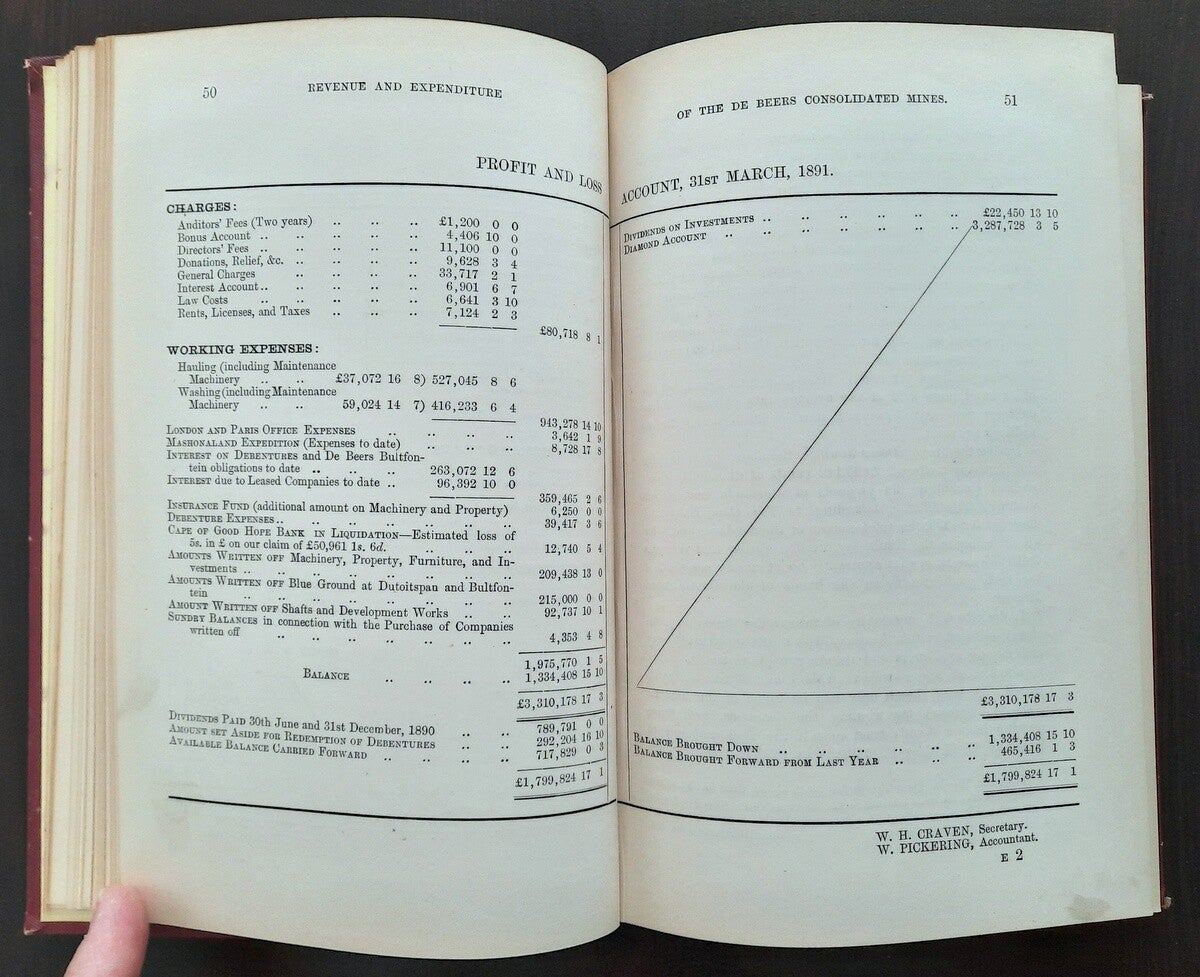 50 REVENUE AND EXPENDITURE
PROFIT AND LOSS
CHARGES:
Auditors' Fees (Two years) .. .. .. £1,200 0 0
Bonus Account .. .. .. .. 4,406 10 0
Directors' Fees .. .. .. .. 11,100 0 0
Donations, Relief, &c. .. .. .. .. 9,628 3 4
General Charges .. .. .. 33,717 2 1
Interest Account .. .. .. .. 6,901 6 7
Law Costs .. .. .. .. 6,641 3 10
Rents, Licenses, and Taxes .. .. .. 7,124 2 3
£80,718 8 1
WORKING EXPENSES:
Hauling (including Maintenance
Machinery .. .. £37,072 16 8) 527,045 8 6
Washing (including Maintenance
Machinery .. .. 59,024 14 7) 416,233 6 4
943,278 14 10
LONDON AND PARIS OFFICE EXPENSES .. .. .. .. 3,642 1 9
MASHONALAND EXPEDITION (Expenses to date) .. .. .. 8,728 17 8
INTEREST ON DEBENTURES and De Beers Bultfon-
tein obligations to date .. .. .. 263,072 12 6
INTEREST due to Leased Companies to date .. 96,392 10 0
359,465 2 6
INSURANCE FUND (additional amount on Machinery and Property) 6,250 0 0
DEBENTURE EXPENSES .. .. .. .. .. .. .. 39,417 3 6
CAPE OF GOOD HOPE BANK IN LIQUIDATION—Estimated loss of
5s. in £ on our claim of £50,961 1s. 6d. .. .. .. 12,740 5 4
AMOUNTS WRITTEN OFF Machinery, Property, Furniture, and In-
vestments .. .. .. .. .. .. .. .. 209,438 13 0
AMOUNTS WRITTEN OFF Blue Ground at Dutoitspan and Bultfon-
tein .. .. .. .. .. .. .. .. 215,000 0 0
AMOUNT WRITTEN OFF Shafts and Development Works .. .. 92,737 10 1
SUNDRY BALANCES in connection with the Purchase of Companies
written off .. .. .. .. .. .. .. 4,353 4 8
1,975,770 1 5
BALANCE .. .. .. .. 1,334,408 15 10
£3,310,178 17 3
DIVIDENDS PAID 30th June and 31st December, 1890 .. .. 789,791 0 0
AMOUNT SET ASIDE FOR REDEMPTION OF DEBENTURES .. .. 292,204 16 10
AVAILABLE BALANCE CARRIED FORWARD .. .. .. .. 717,829 0 3
£1,799,824 17 1
OF THE DE BEERS CONSOLIDATED MINES. 51
ACCOUNT, 31ST MARCH, 1891.
DIVIDENDS ON INVESTMENTS .. .. .. .. .. .. £22,450 13 10
DIAMOND ACCOUNT .. .. .. .. .. .. .. 3,287,728 3 5
£3,310,178 17 3
BALANCE BROUGHT DOWN .. .. .. .. .. .. 1,334,408 15 10
BALANCE BROUGHT FORWARD FROM LAST YEAR .. .. .. 465,416 1 3
£1,799,824 17 1
W. H. CRAVEN, Secretary.
W. PICKERING, Accountant.
E 2